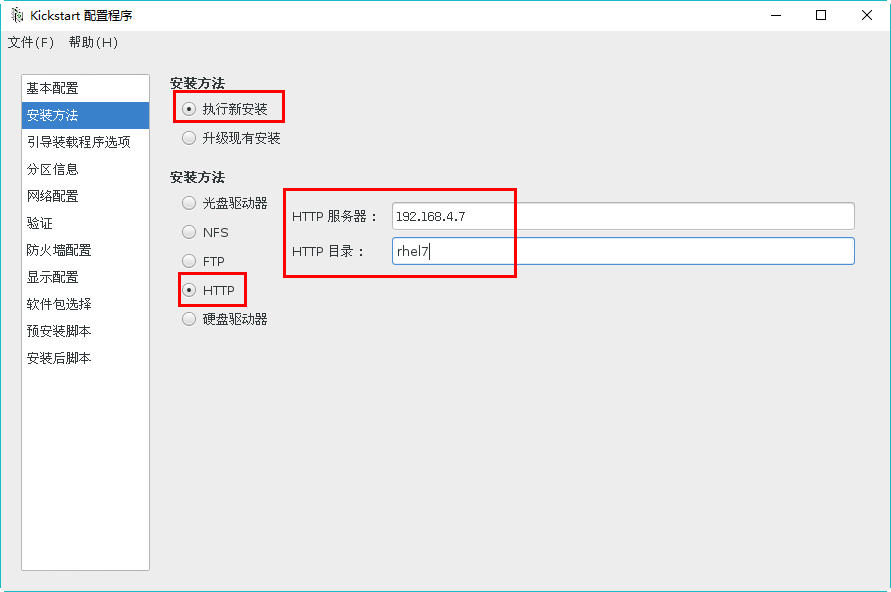 Kickstart 配置程序
文件(F) 帮助(H)
基本配置
安装方法
引导装载程序选项
分区信息
网络配置
验证
防火墙配置
显示配置
软件包选择
预安装脚本
安装后脚本
安装方法
执行新安装
升级现有安装
安装方法
光盘驱动器
NFS
FTP
HTTP
硬盘驱动器
HTTP 服务器： 192.168.4.7
HTTP 目录： rhel7